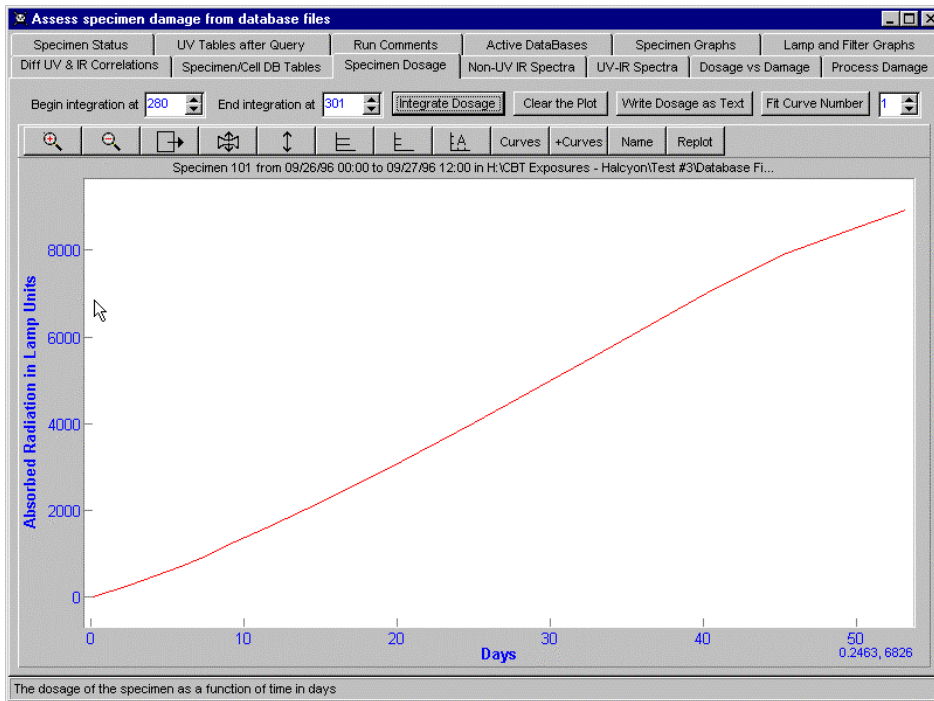 Assess specimen damage from database files
Specimen Status UV Tables after Query Run Comments Active DataBases Specimen Graphs Lamp and Filter Graphs
Diff UV & IR Correlations Specimen/Cell DB Tables Specimen Dosage Non-UV IR Spectra UV-IR Spectra Dosage vs Damage Process Damage
Begin integration at 280 End integration at 301 Integrate Dosage Clear the Plot Write Dosage as Text Fit Curve Number 1
A Curves +Curves Name Replot
Specimen 101 from 09/26/96 00:00 to 09/27/96 12:00 in H:\CBT Exposures - Halcyon\Test #3\Database Fi...
Absorbed Radiation in Lamp Units
8000
6000
4000
2000
0
0 10 20 30 40 50
Days
0.2463, 6826
The dosage of the specimen as a function of time in days